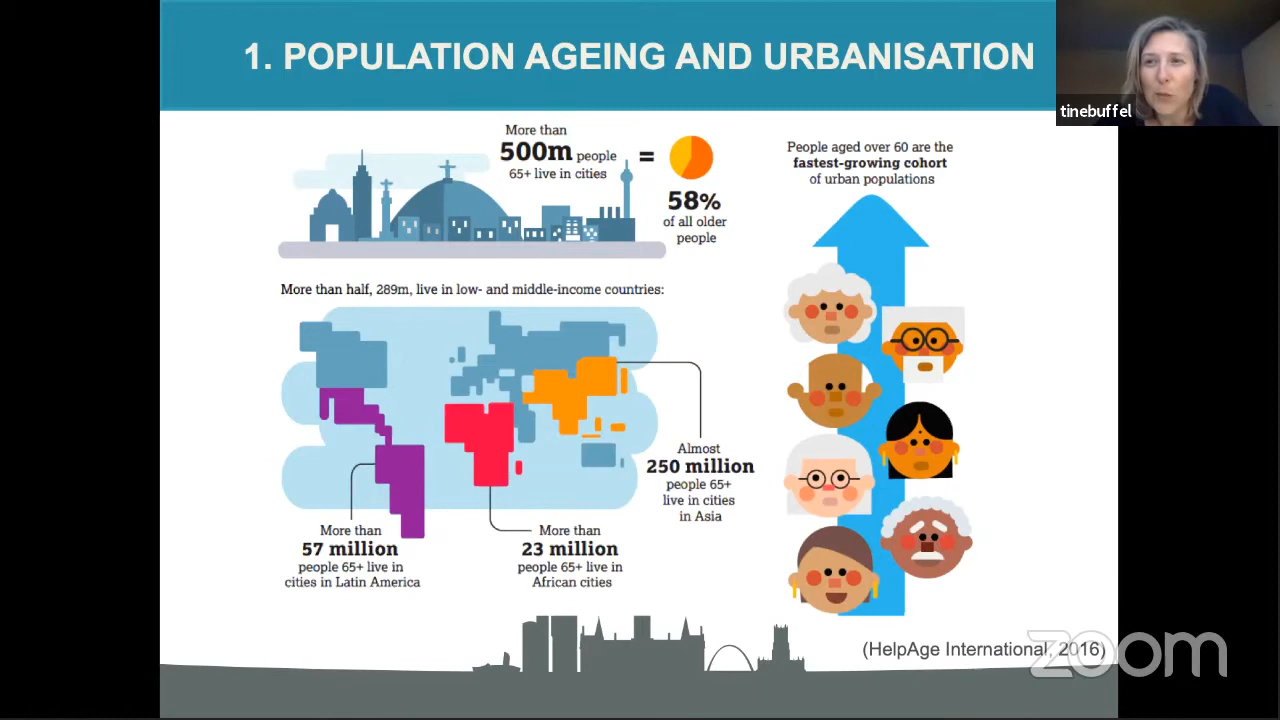 1. POPULATION AGEING AND URBANISATION
tinebuffel
More than
500m people
65+ live in cities
=
58%
of all older
people
People aged over 60 are the
fastest-growing cohort
of urban populations
More than half, 289m, live in low- and middle-income countries:
Almost
250 million
people 65+
live in cities
in Asia
More than
57 million
people 65+ live in
cities in Latin America
More than
23 million
people 65+ live in
African cities
(HelpAge International, 2016)
zoom